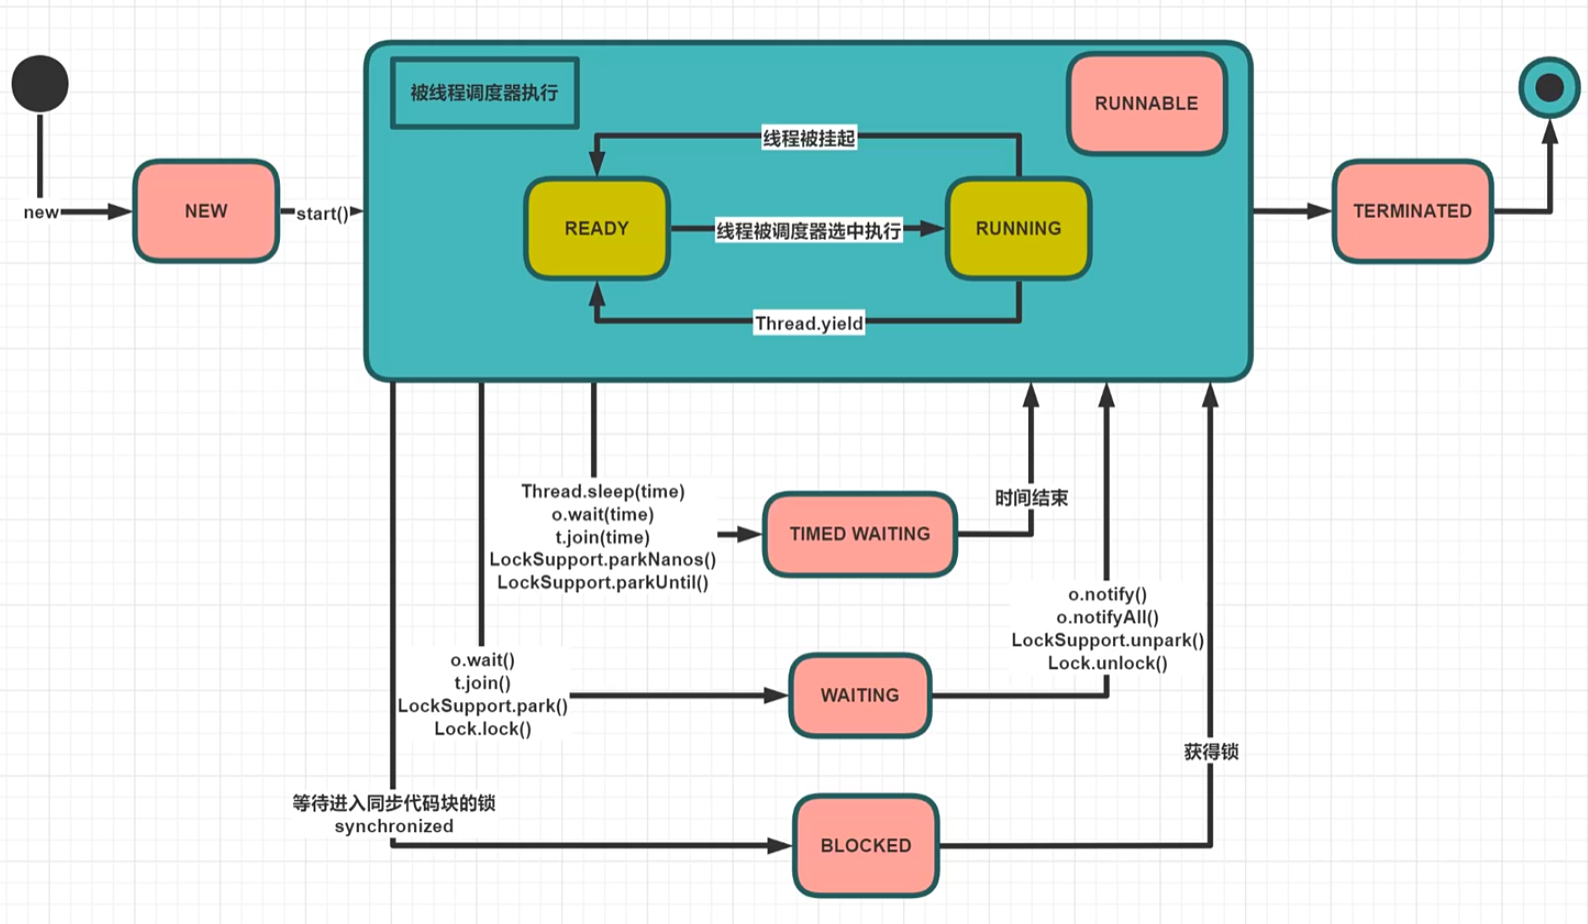 被线程调度器执行
RUNNABLE
线程被挂起
new
NEW
start()
READY
线程被调度器选中执行
RUNNING
TERMINATED
Thread.yield
Thread.sleep(time)
o.wait(time)
t.join(time)
LockSupport.parkNanos()
LockSupport.parkUntil()
TIMED WAITING
时间结束
o.notify()
o.notifyAll()
LockSupport.unpark()
Lock.unlock()
o.wait()
t.join()
LockSupport.park()
Lock.lock()
WAITING
获得锁
等待进入同步代码块的锁
synchronized
BLOCKED